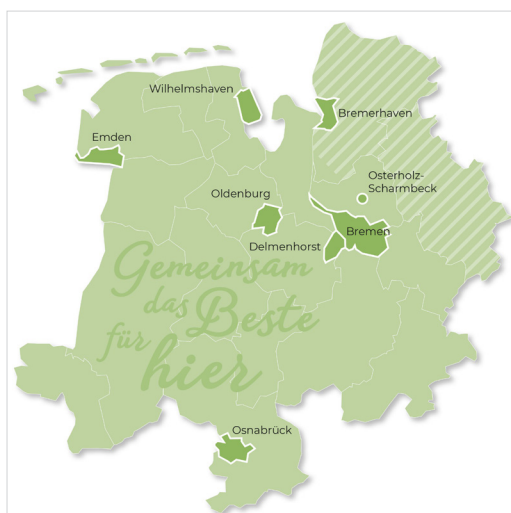 Wilhelmshaven
Bremerhaven
Emden
Osterholz-
Scharmbeck
Oldenburg
Bremen
Delmenhorst
Gemeinsam
das Beste
für
hier
Osnabrück